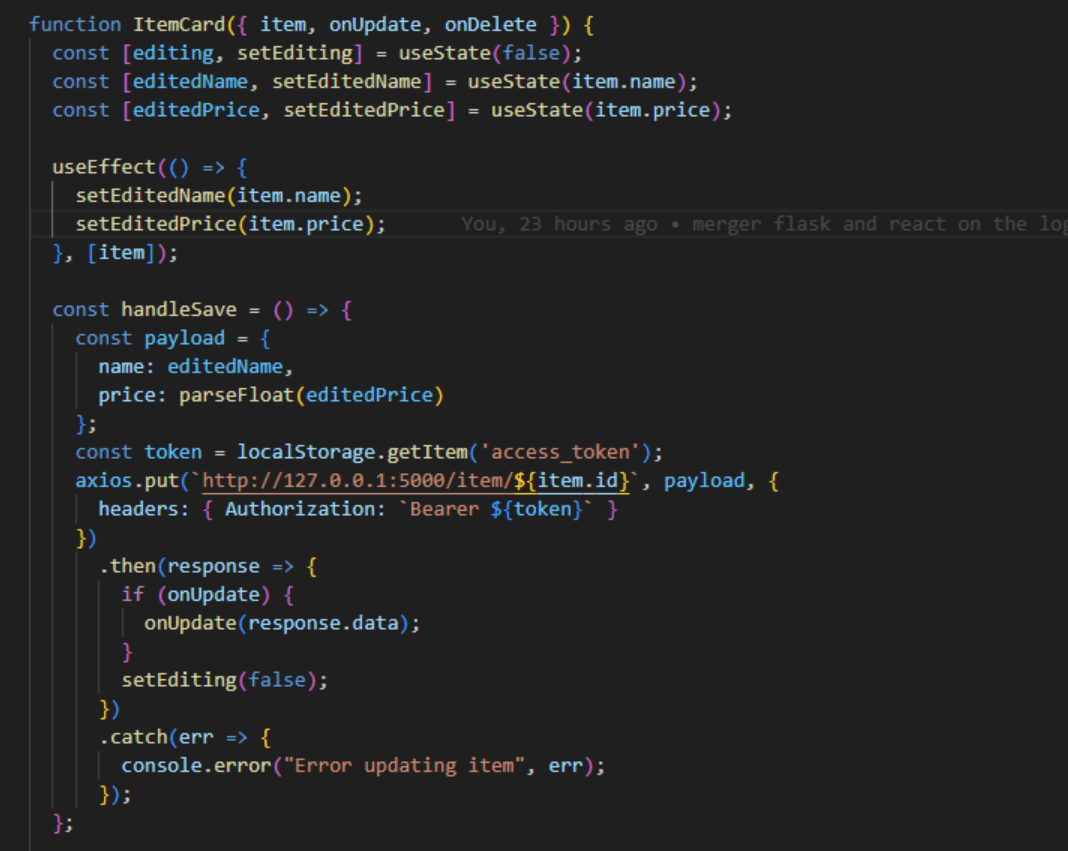 function ItemCard({ item, onUpdate, onDelete }) {
  const [editing, setEditing] = useState(false);
  const [editedName, setEditedName] = useState(item.name);
  const [editedPrice, setEditedPrice] = useState(item.price);

  useEffect(() => {
    setEditedName(item.name);
    setEditedPrice(item.price);      You, 23 hours ago • merger flask and react on the log
  }, [item]);

  const handleSave = () => {
    const payload = {
      name: editedName,
      price: parseFloat(editedPrice)
    };
    const token = localStorage.getItem('access_token');
    axios.put(`http://127.0.0.1:5000/item/${item.id}`, payload, {
      headers: { Authorization: `Bearer ${token}` }
    })
      .then(response => {
        if (onUpdate) {
          onUpdate(response.data);
        }
        setEditing(false);
      })
      .catch(err => {
        console.error("Error updating item", err);
      });
  };